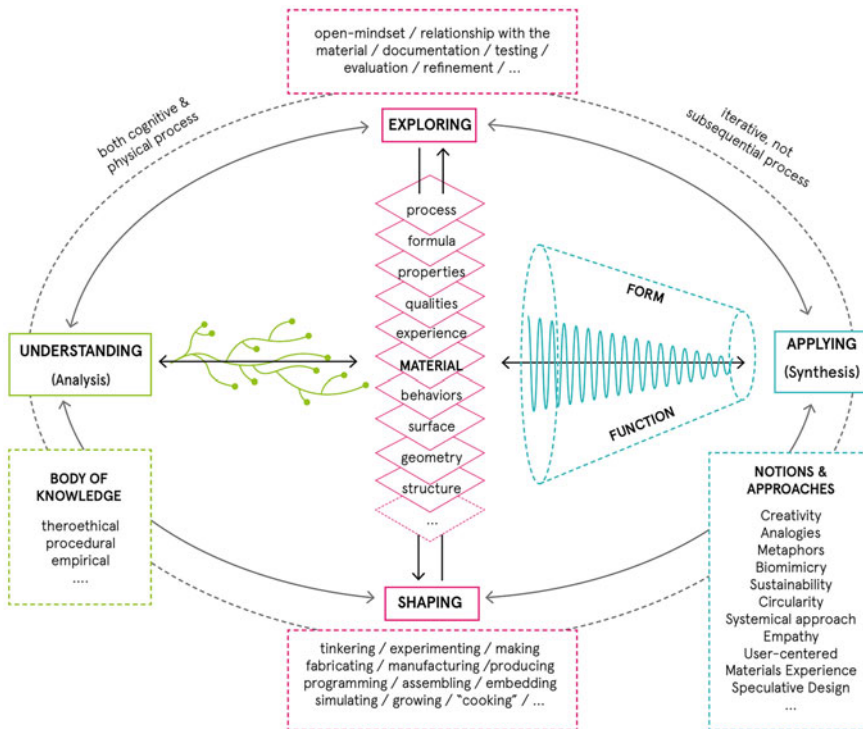 open-mindset / relationship with the
material / documentation / testing /
evaluation / refinement / ...
both cognitive &
physical process
EXPLORING
iterative, not
subsequential process
process
formula
properties
qualities
experience
MATERIAL
behaviors
surface
geometry
structure
...
UNDERSTANDING
(Analysis)
FORM
FUNCTION
APPLYING
(Synthesis)
BODY OF
KNOWLEDGE
theroethical
procedural
empirical
....
NOTIONS &
APPROACHES
Creativity
Analogies
Metaphors
Biomimicry
Sustainability
Circularity
Systemical approach
Empathy
User-centered
Materials Experience
Speculative Design
...
SHAPING
tinkering / experimenting / making
fabricating / manufacturing /producing
programming / assembling / embedding
simulating / growing / "cooking" / ...